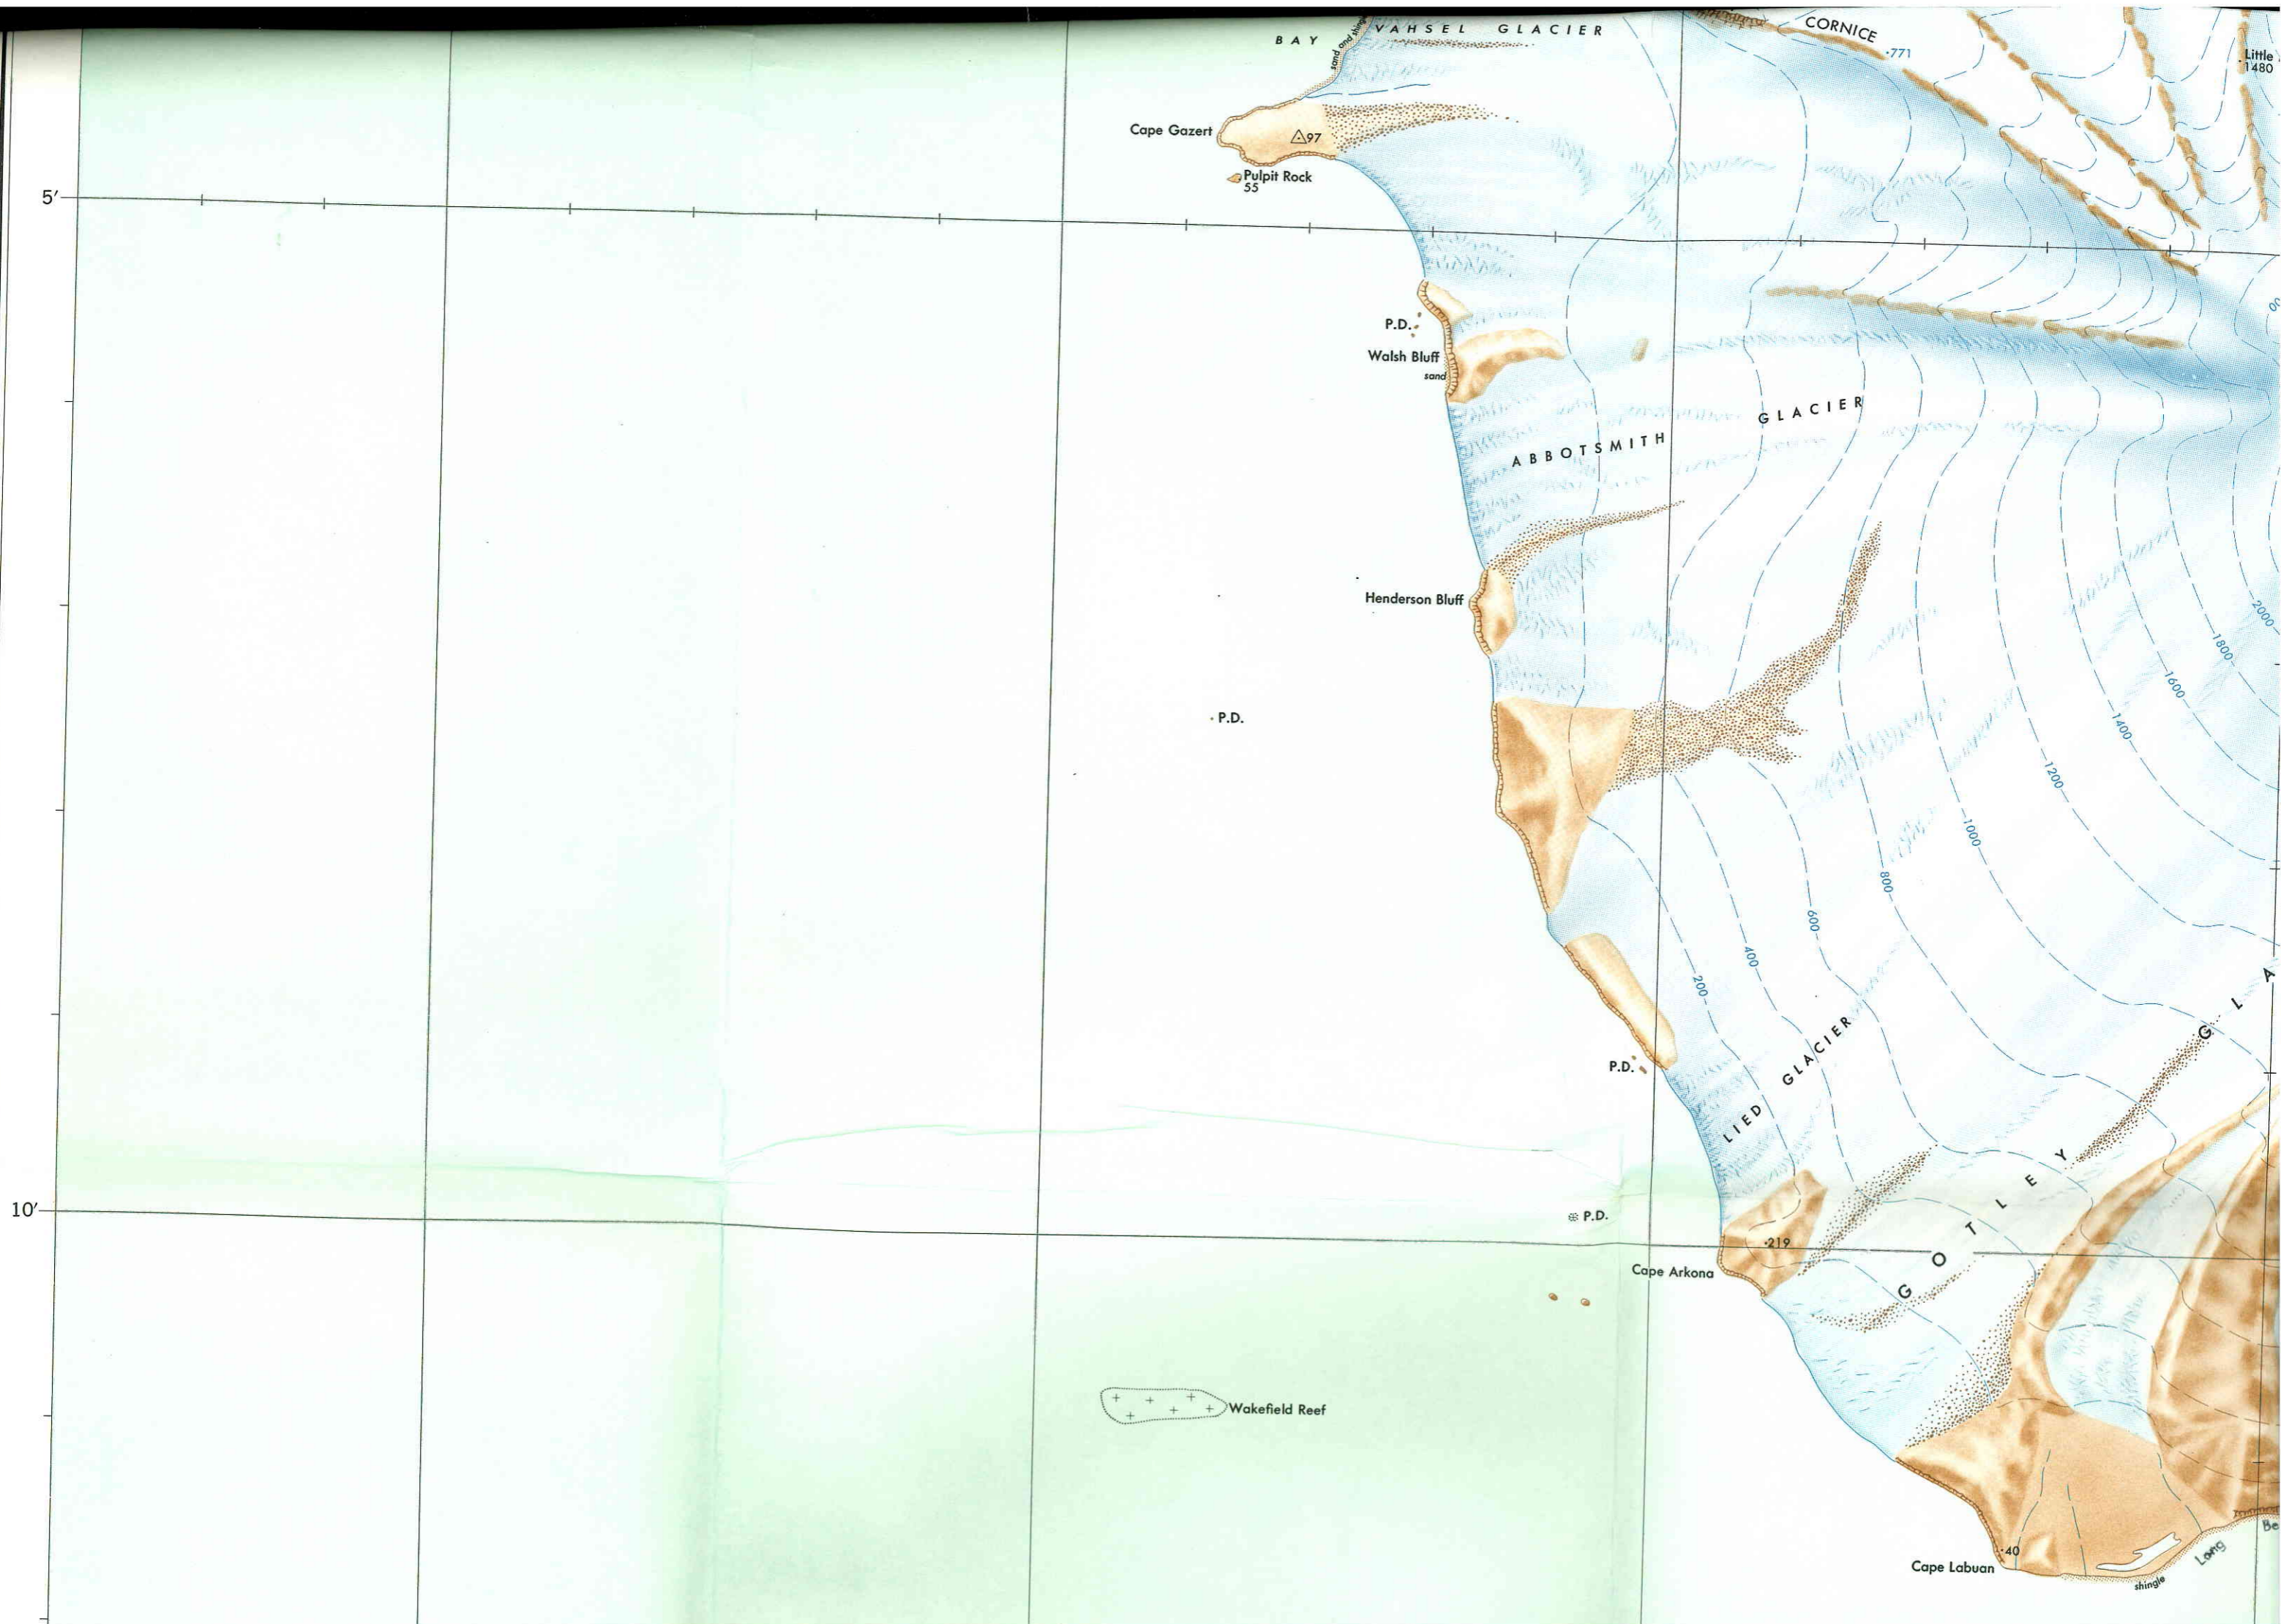 BAY
sand and shingle
VAHSEL GLACIER
CORNICE
771
Little
1480
Cape Gazert
97
Pulpit Rock
55
5′
P.D.
Walsh Bluff
sand
ABBOTSMITH GLACIER
Henderson Bluff
P.D.
2000
1800
1600
1400
1200
1000
800
600
400
200
P.D.
LIED GLACIER
GOTLEY GLA
10′
P.D.
219
Cape Arkona
Wakefield Reef
40
Cape Labuan
shingle
Long
Be